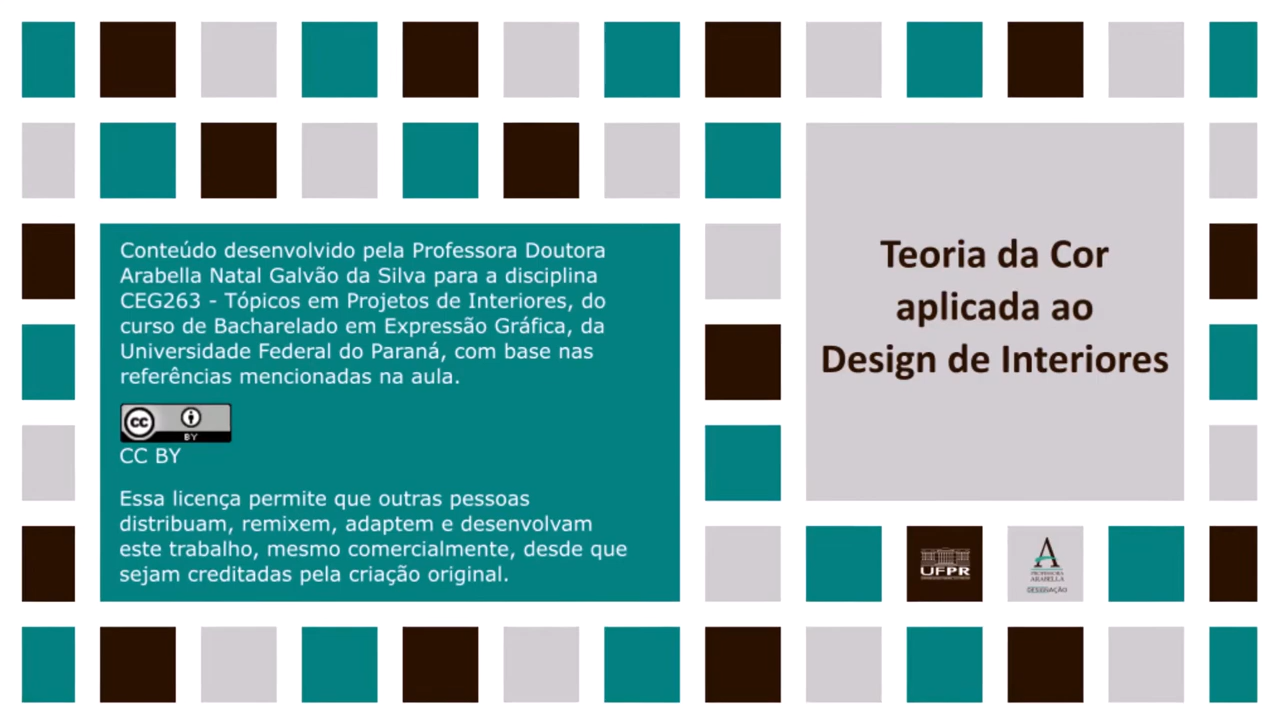 Conteúdo desenvolvido pela Professora Doutora
Arabella Natal Galvão da Silva para a disciplina
CEG263 - Tópicos em Projetos de Interiores, do
curso de Bacharelado em Expressão Gráfica, da
Universidade Federal do Paraná, com base nas
referências mencionadas na aula.
cc
BY
CC BY
Essa licença permite que outras pessoas
distribuam, remixem, adaptem e desenvolvam
este trabalho, mesmo comercialmente, desde que
sejam creditadas pela criação original.
Teoria da Cor
aplicada ao
Design de Interiores
UFPR
A
PROFESSORA
ARABELLA